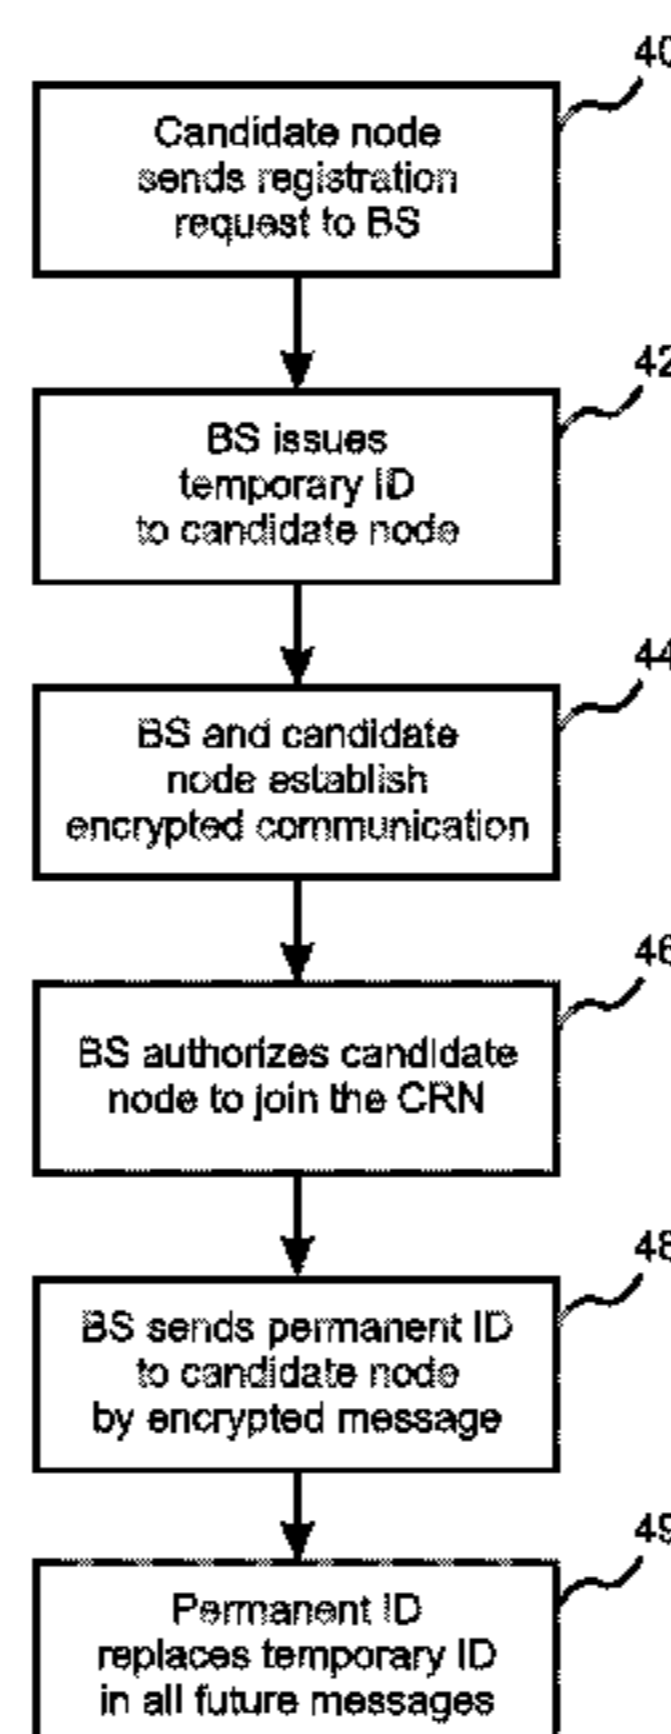 40
Candidate node
sends registration
request to BS
42
BS issues
temporary ID
to candidate node
44
BS and candidate
node establish
encrypted communication
46
BS authorizes candidate
node to join the CRN
48
BS sends permanent ID
to candidate node
by encrypted message
49
Permanent ID
replaces temporary ID
in all future messages